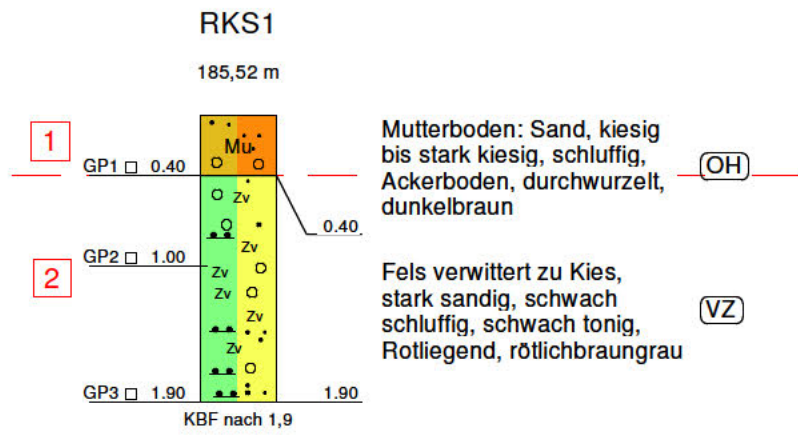 RKS1
185,52 m
1
Mu
GP1 0.40
Mutterboden: Sand, kiesig
bis stark kiesig, schluffig,
Ackerboden, durchwurzelt,
dunkelbraun
OH
Zv
0.40
Zv
2
GP2 1.00
Zv
Zv
Zv
Zv
Fels verwittert zu Kies,
stark sandig, schwach
schluffig, schwach tonig,
Rotliegend, rötlichbraungrau
VZ
GP3 1.90
1.90
KBF nach 1,9